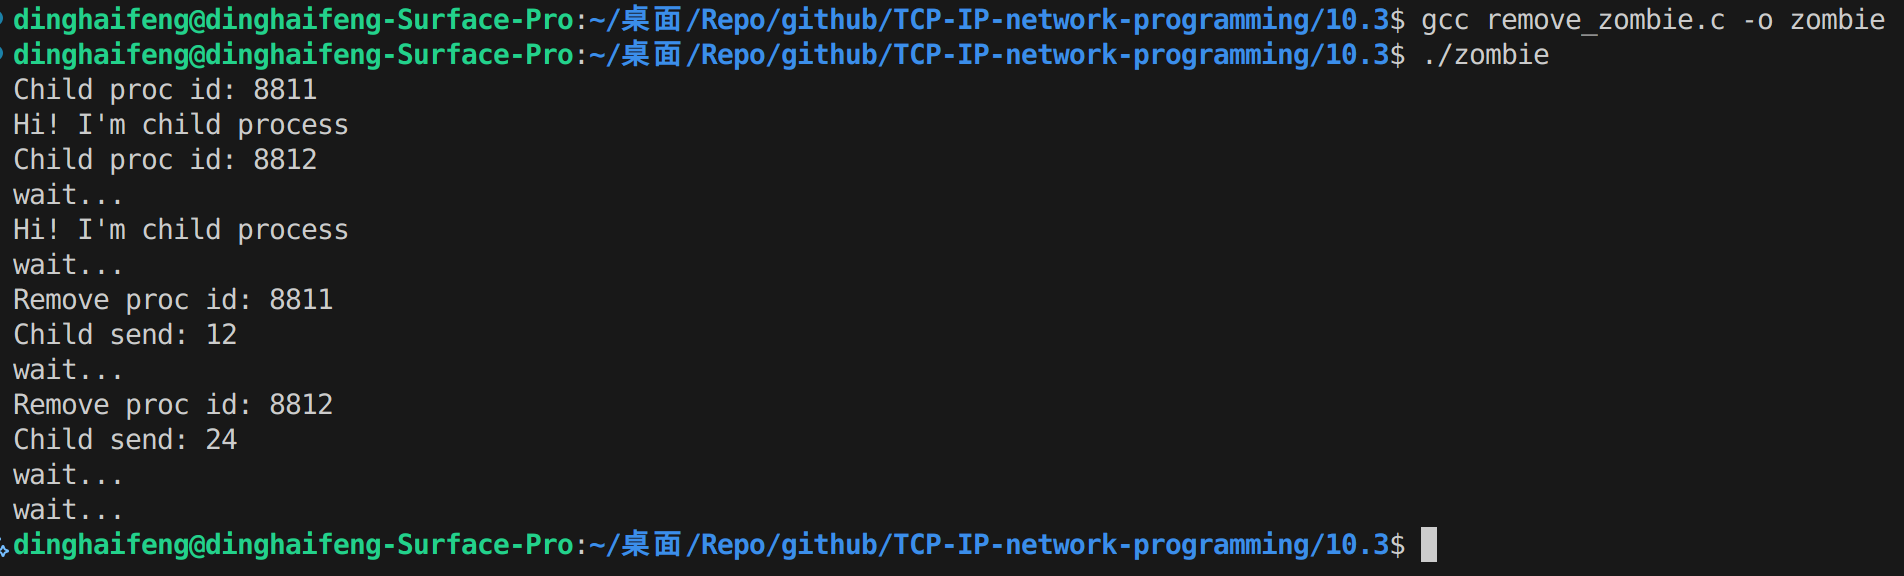 dinghaifeng@dinghaifeng-Surface-Pro:~/桌面/Repo/github/TCP-IP-network-programming/10.3$ gcc remove_zombie.c -o zombie
dinghaifeng@dinghaifeng-Surface-Pro:~/桌面/Repo/github/TCP-IP-network-programming/10.3$ ./zombie
Child proc id: 8811
Hi! I'm child process
Child proc id: 8812
wait...
Hi! I'm child process
wait...
Remove proc id: 8811
Child send: 12
wait...
Remove proc id: 8812
Child send: 24
wait...
wait...
dinghaifeng@dinghaifeng-Surface-Pro:~/桌面/Repo/github/TCP-IP-network-programming/10.3$